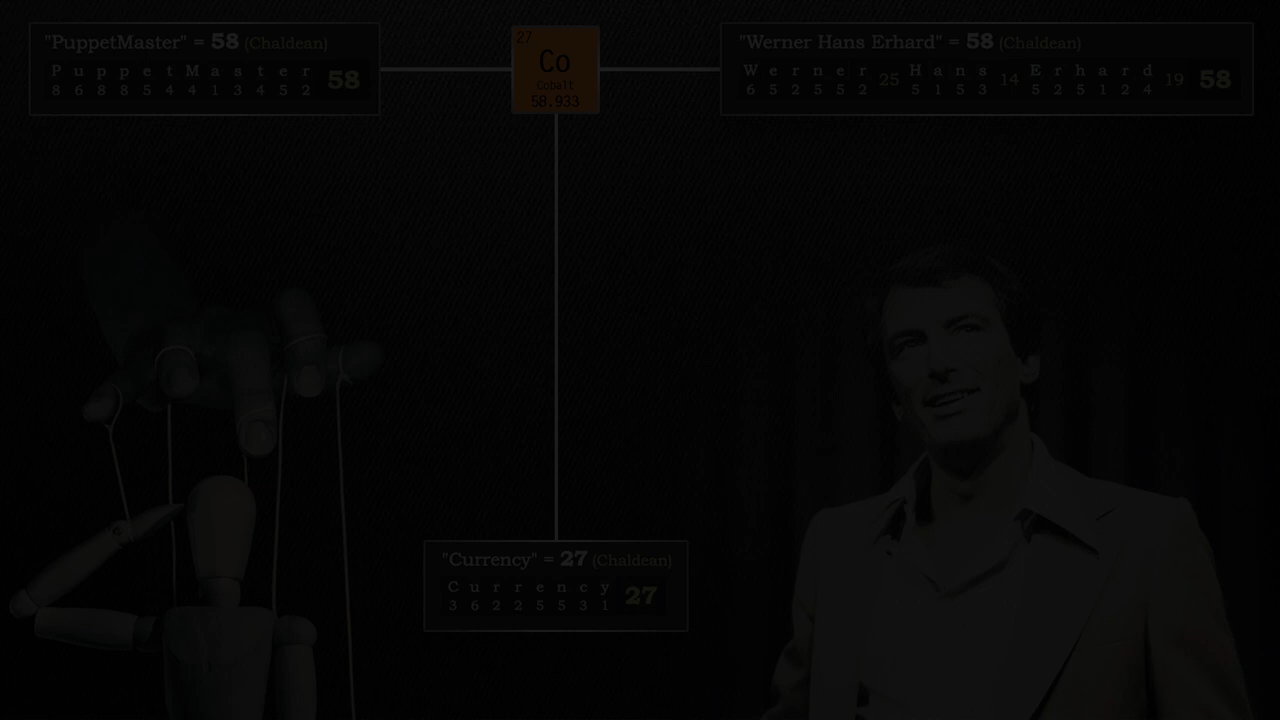 "PuppetMaster" = 58 (Chaldean)
P u p p e t M a s t e r
8 6 8 8 5 4 4 1 3 4 5 2 58
27
Co
Cobalt
58.933
"Werner Hans Erhard" = 58 (Chaldean)
W e r n e r 25 H a n s 14 E r h a r d 19 58
6 5 2 5 5 2 5 1 5 3 5 2 5 1 2 4
"Currency" = 27 (Chaldean)
C u r r e n c y
3 6 2 2 5 5 3 1 27